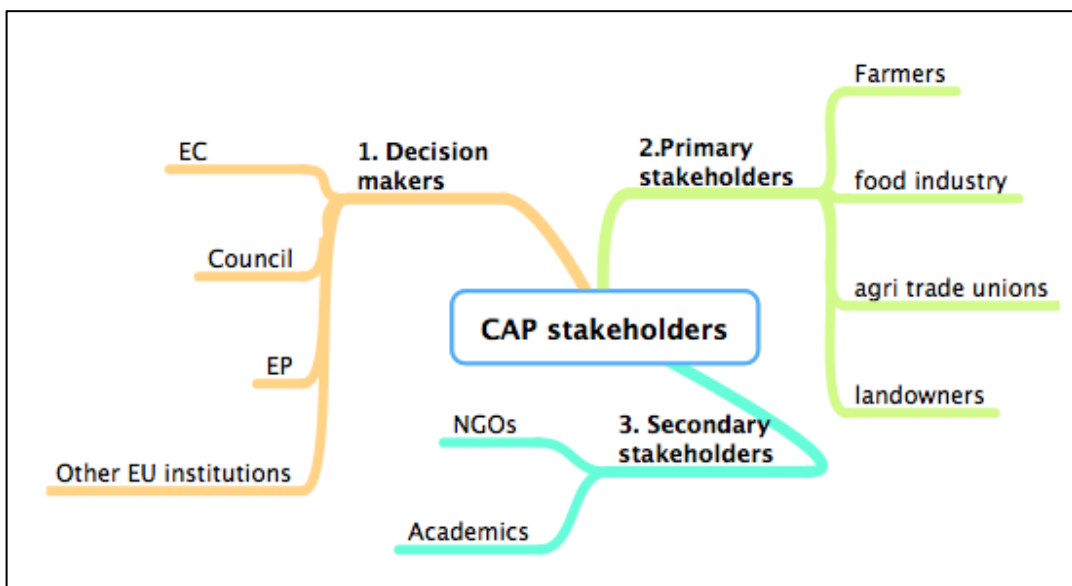 CAP stakeholders
1. Decision
makers
EC
Council
EP
Other EU institutions
2.Primary
stakeholders
Farmers
food industry
agri trade unions
landowners
3. Secondary
stakeholders
NGOs
Academics